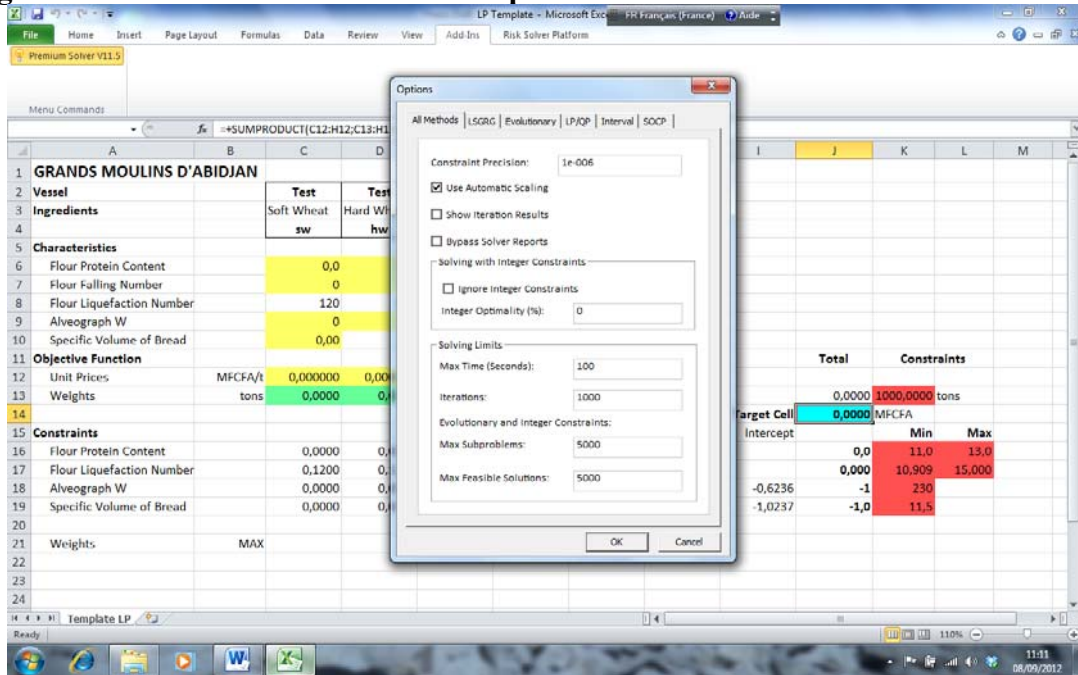 LP Template - Microsoft Exc FR Français (France) Aide
File Home Insert Page Layout Formulas Data Review View Add-Ins Risk Solver Platform
Premium Solver V11.5
Menu Commands
fx =+SUMPRODUCT(C12:H12;C13:H1
A B C D I J K L M
1 GRANDS MOULINS D'ABIDJAN
2 Vessel Test Test
3 Ingredients Soft Wheat Hard Wh
4 sw hw
5 Characteristics
6 Flour Protein Content 0,0
7 Flour Falling Number 0
8 Flour Liquefaction Number 120
9 Alveograph W 0
10 Specific Volume of Bread 0,00
11 Objective Function Total Constraints
12 Unit Prices MFCFA/t 0,000000 0,00
13 Weights tons 0,0000 0, 0,0000 1000,0000 tons
14 Target Cell 0,0000 MFCFA
15 Constraints Intercept Min Max
16 Flour Protein Content 0,0000 0, 0,0 11,0 13,0
17 Flour Liquefaction Number 0,1200 0, 0,000 10,909 15,000
18 Alveograph W 0,0000 0, -0,6236 -1 230
19 Specific Volume of Bread 0,0000 0, -1,0237 -1,0 11,5
20
21 Weights MAX
22
23
24
Options
All Methods LSGRG Evolutionary LP/QP Interval SOCP
Constraint Precision: 1e-006
Use Automatic Scaling
Show Iteration Results
Bypass Solver Reports
Solving with Integer Constraints
Ignore Integer Constraints
Integer Optimality (%): 0
Solving Limits
Max Time (Seconds): 100
Iterations: 1000
Evolutionary and Integer Constraints:
Max Subproblems: 5000
Max Feasible Solutions: 5000
OK Cancel
Template LP
Ready 110%
11:11
08/09/2012